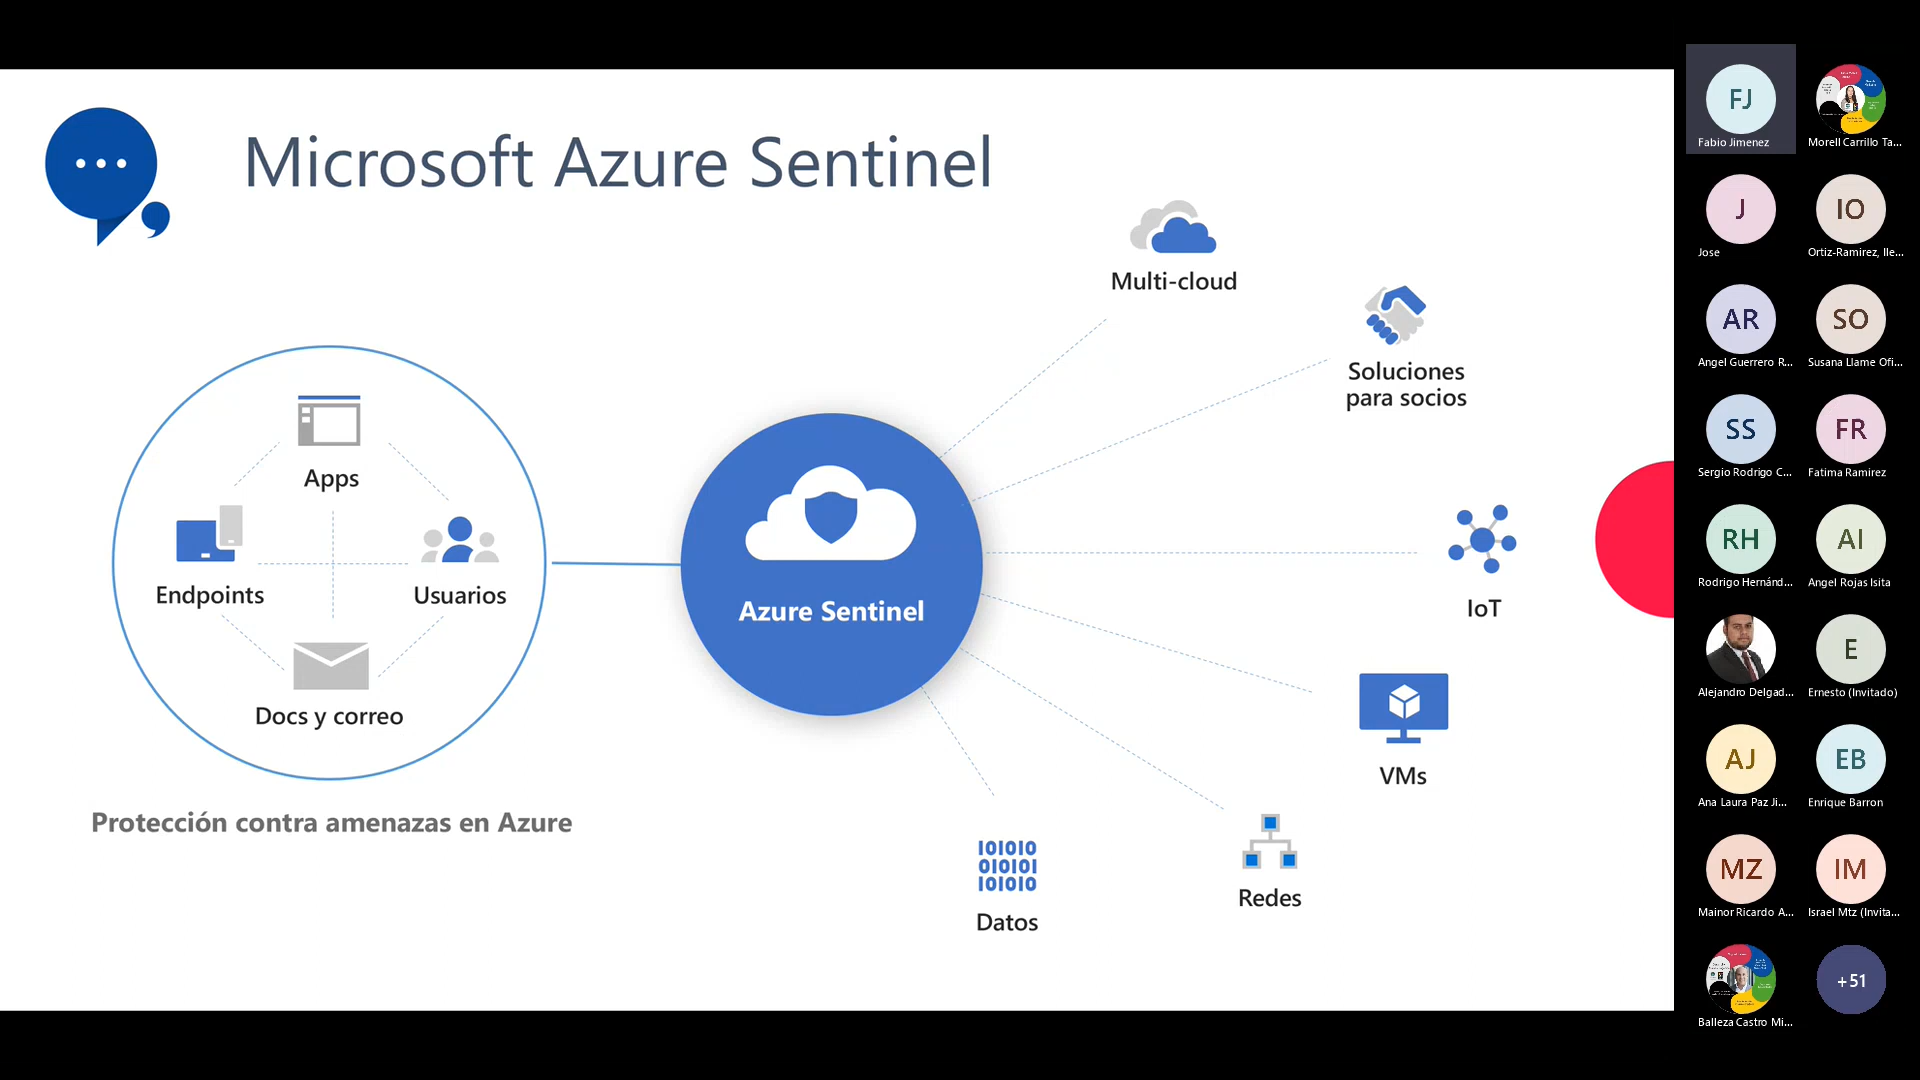 Microsoft Azure Sentinel
Multi-cloud
Soluciones
para socios
Apps
Endpoints
Usuarios
Docs y correo
Azure Sentinel
IoT
VMs
Protección contra amenazas en Azure
IOIOIO
OIOIOI
IOIOIO
Datos
Redes
FJ
Fabio Jimenez
Morell Carrillo Ta...
J
Jose
IO
Ortiz-Ramirez, Ile...
AR
Angel Guerrero R...
SO
Susana Llame Ofi...
SS
Sergio Rodrigo C...
FR
Fatima Ramirez
RH
Rodrigo Hernánd...
AI
Angel Rojas Isita
Alejandro Delgad...
E
Ernesto (Invitado)
AJ
Ana Laura Paz Ji...
EB
Enrique Barron
MZ
Mainor Ricardo A...
IM
Israel Mtz (Invita...
Balleza Castro Mi...
+51